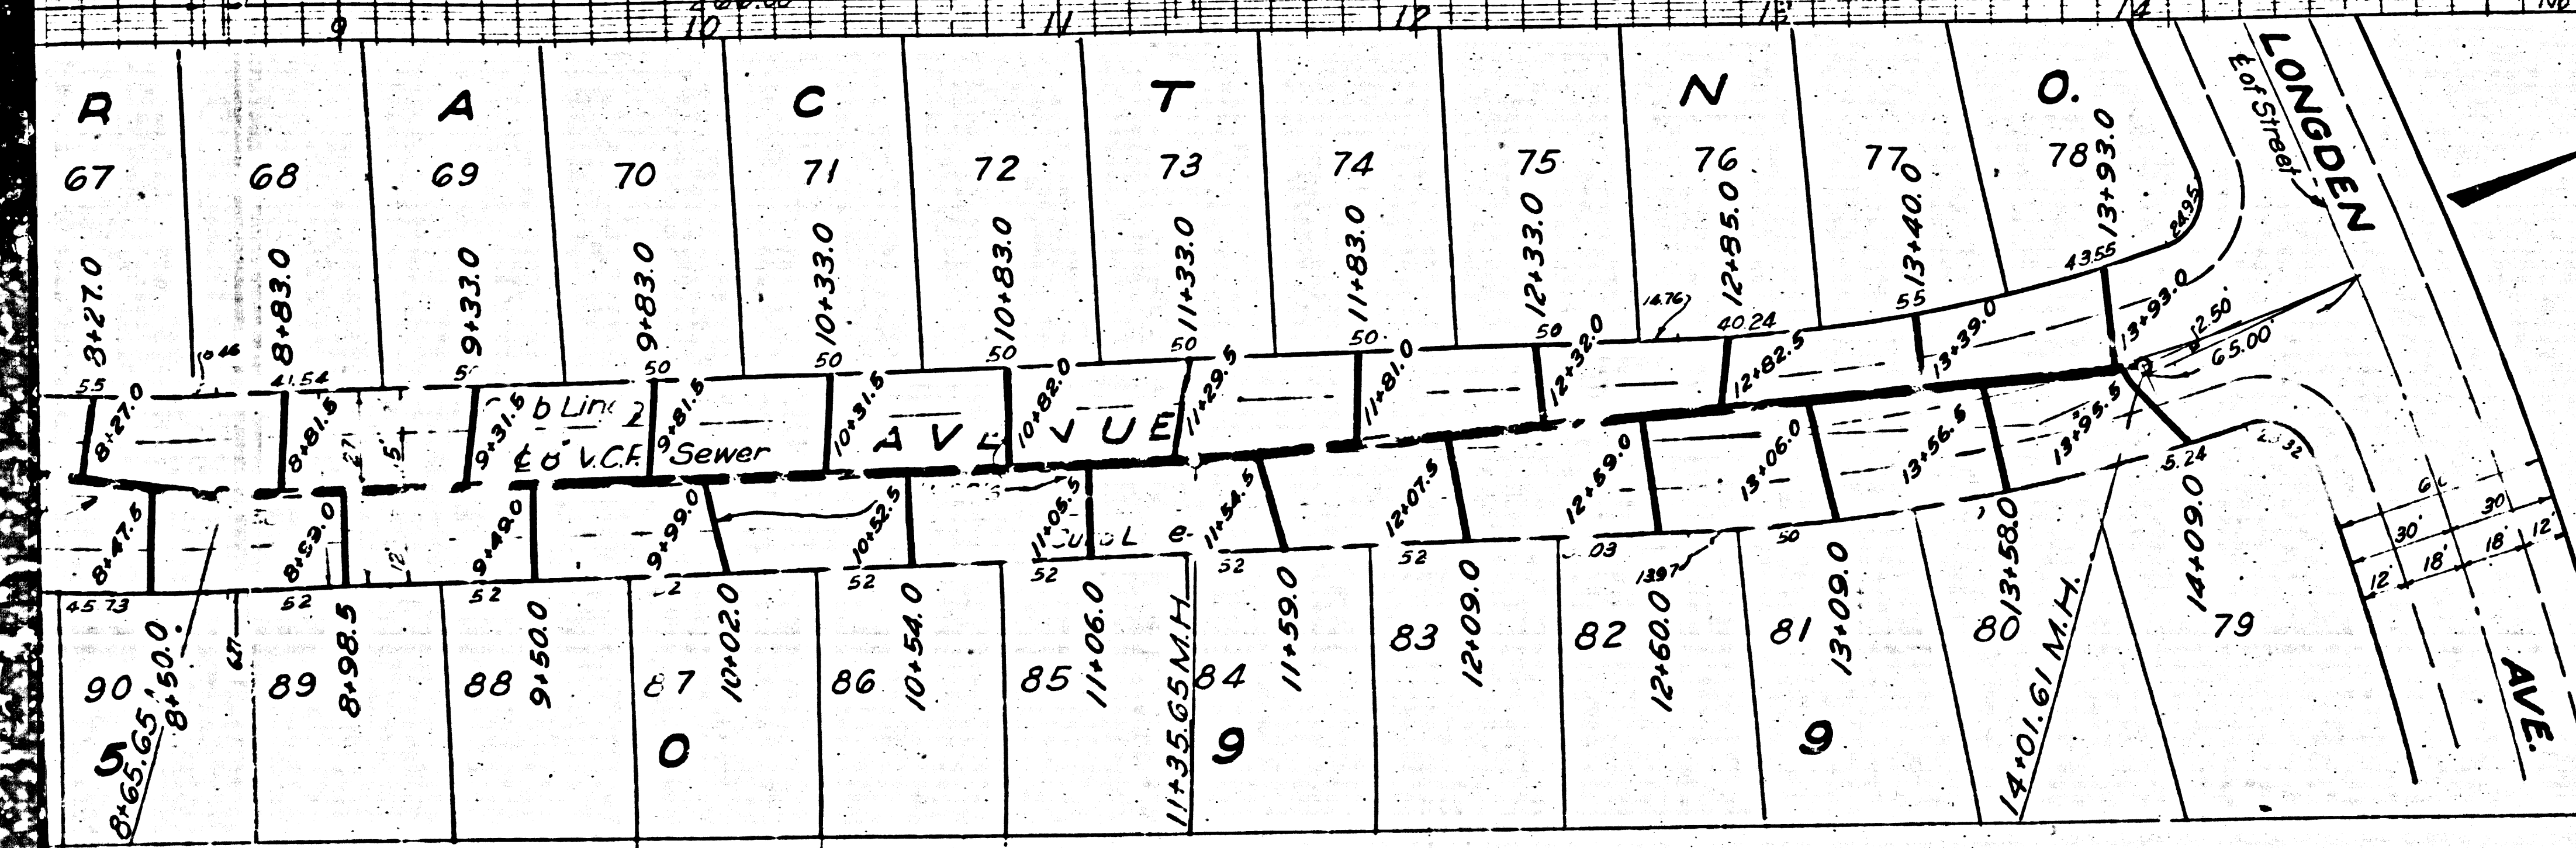 9 10 11 12 13 14
R A C T N O.
67 68 69 70 71 72 73 74 75 76 77 78
8+27.0 8+83.0 9+33.0 9+83.0 10+33.0 10+83.0 11+33.0 11+83.0 12+33.0 12+85.0 13+40.0 13+93.0
LONGDEN
℄ of Street
24.95
55 41.54 50 50 50 50 50 50 14.76 40.24 55 43.55
8+27.0 8+81.5 9+31.5 9+81.5 10+31.5 10+82.0 11+29.5 11+81.0 12+32.0 12+82.5 13+39.0 13+93.0
2.50'
65.00'
27' 5'
V.C.P. Sewer
VUE
8+47.5 9+49.0 9+99.0 10+52.5 11+05.5 11+54.5 12+07.5 12+59.0 13+06.0 13+56.5 13+95.5
12'
45.73 52 52 52 52 52 52 13.97 50 5.24
30' 30'
12' 18' 18' 12'
8+50.0 8+98.5 9+50.0 10+02.0 10+54.0 11+06.0 11+59.0 12+09.0 12+60.0 13+09.0 13+58.0 14+09.0
90 89 88 87 86 85 84 83 82 81 80 79
8+65.65
11+35.65 M.H.
14+01.61 M.H.
5 0 9 9
AVE.